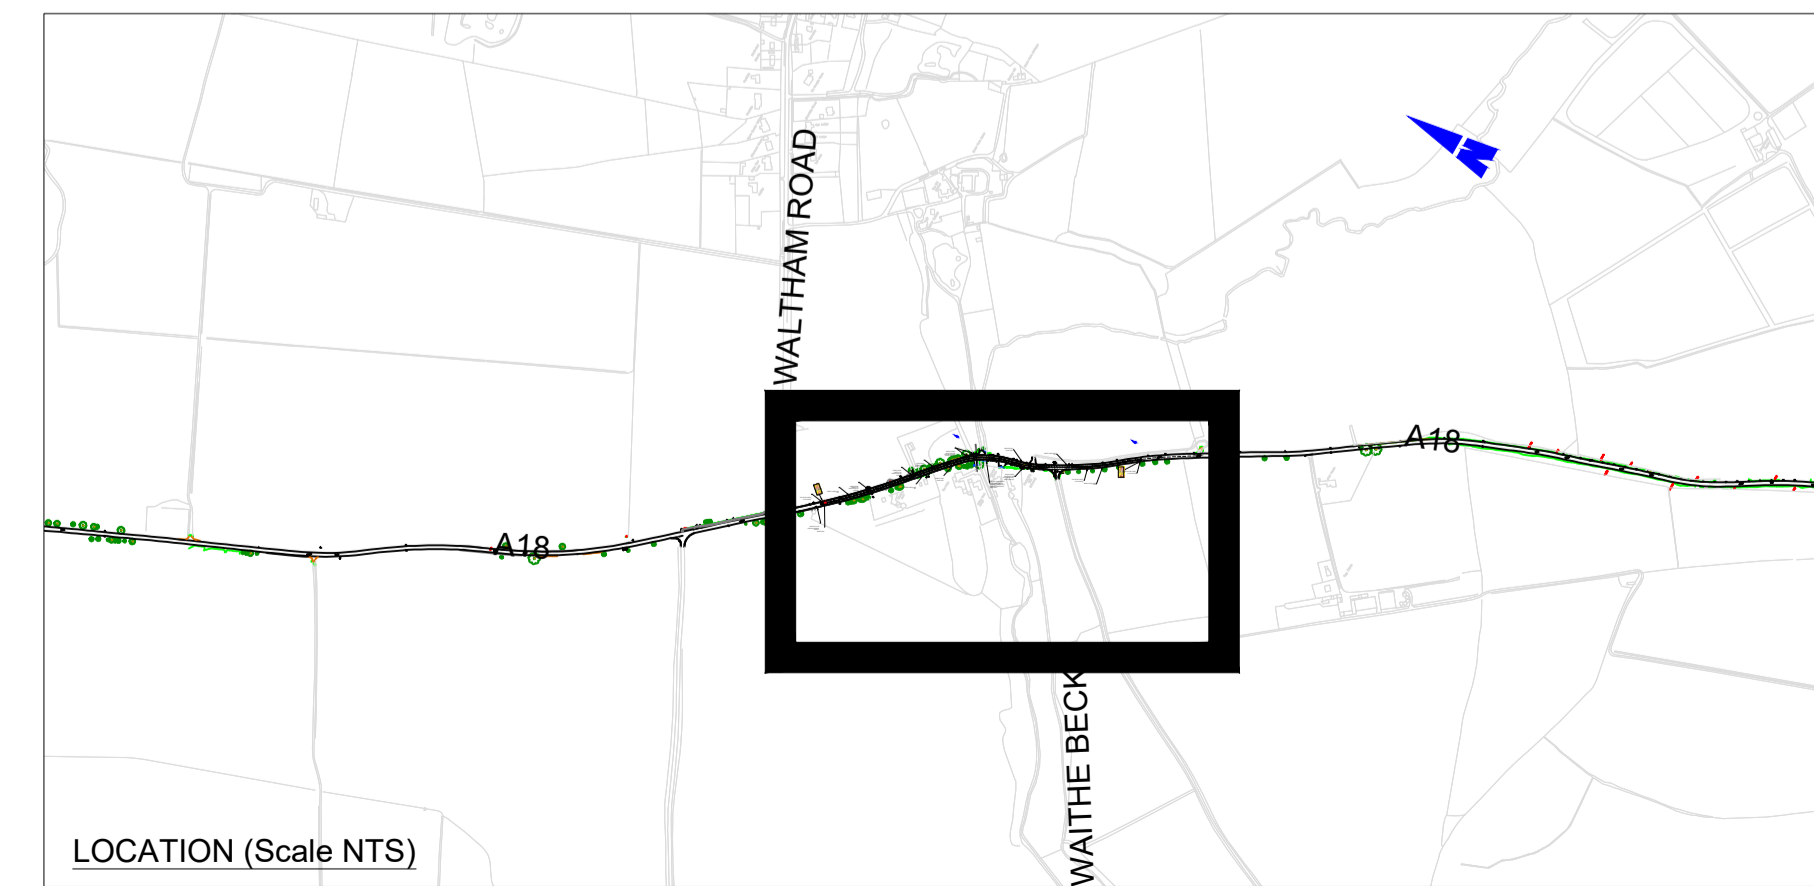 WALTHAM ROAD
N
A18
A18
WAITHE BECK
LOCATION (Scale NTS)